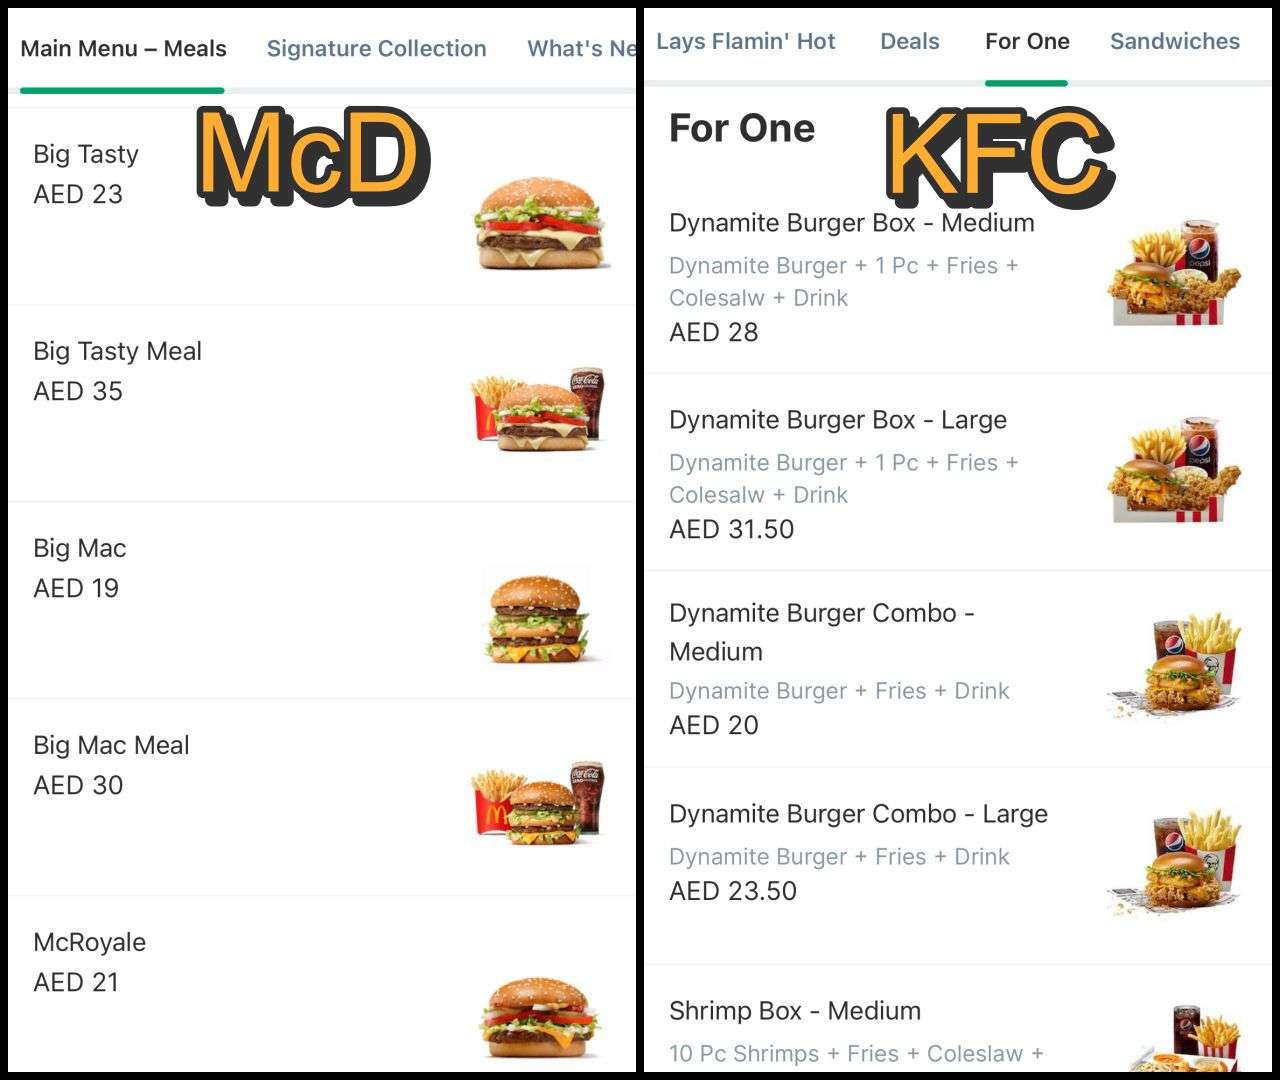 Main Menu – Meals Signature Collection What's Ne
McD
Big Tasty
AED 23
Big Tasty Meal
AED 35
Big Mac
AED 19
Big Mac Meal
AED 30
McRoyale
AED 21
Lays Flamin' Hot Deals For One Sandwiches
For One
KFC
Dynamite Burger Box - Medium
Dynamite Burger + 1 Pc + Fries +
Colesalw + Drink
AED 28
Dynamite Burger Box - Large
Dynamite Burger + 1 Pc + Fries +
Colesalw + Drink
AED 31.50
Dynamite Burger Combo -
Medium
Dynamite Burger + Fries + Drink
AED 20
Dynamite Burger Combo - Large
Dynamite Burger + Fries + Drink
AED 23.50
Shrimp Box - Medium
10 Pc Shrimps + Fries + Coleslaw +